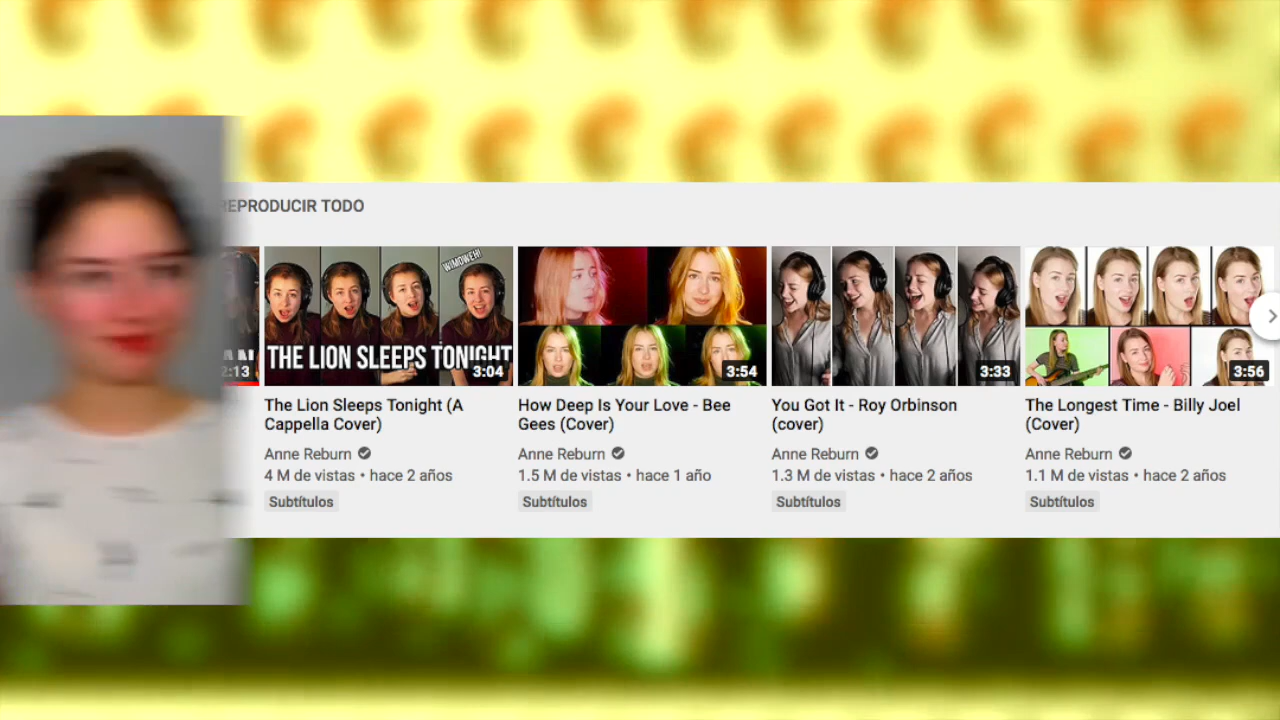 REPRODUCIR TODO
WIMOWEH!
THE LION SLEEPS TONIGHT
2:13
3:04
3:54
3:33
3:56
The Lion Sleeps Tonight (A
Cappella Cover)
Anne Reburn
4 M de vistas • hace 2 años
Subtítulos
How Deep Is Your Love - Bee
Gees (Cover)
Anne Reburn
1.5 M de vistas • hace 1 año
Subtítulos
You Got It - Roy Orbinson
(cover)
Anne Reburn
1.3 M de vistas • hace 2 años
Subtítulos
The Longest Time - Billy Joel
(Cover)
Anne Reburn
1.1 M de vistas • hace 2 años
Subtítulos